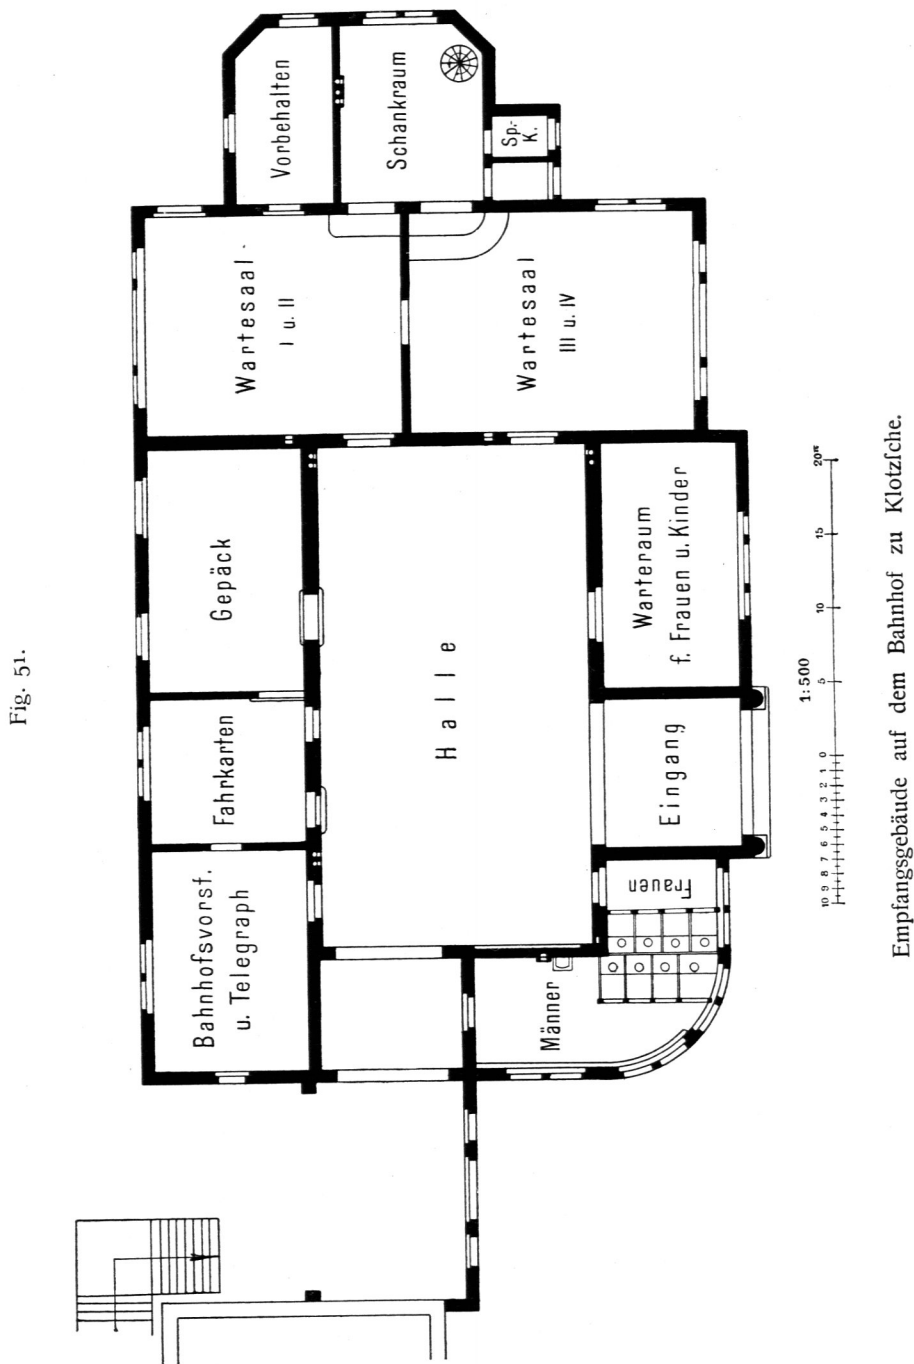 Fig. 51.
Bahnhofsvorst.
u. Telegraph
Fahrkarten
Gepäck
Wartesaal
I u. II
Vorbehalten
Schankraum
Sp.-
K.
Wartesaal
III u. IV
Halle
Männer
Frauen
Eingang
Warteraum
f. Frauen u. Kinder
1:500
10 9 8 7 6 5 4 3 2 1 0 5 10 15 20m
Empfangsgebäude auf dem Bahnhof zu Klotzſche.